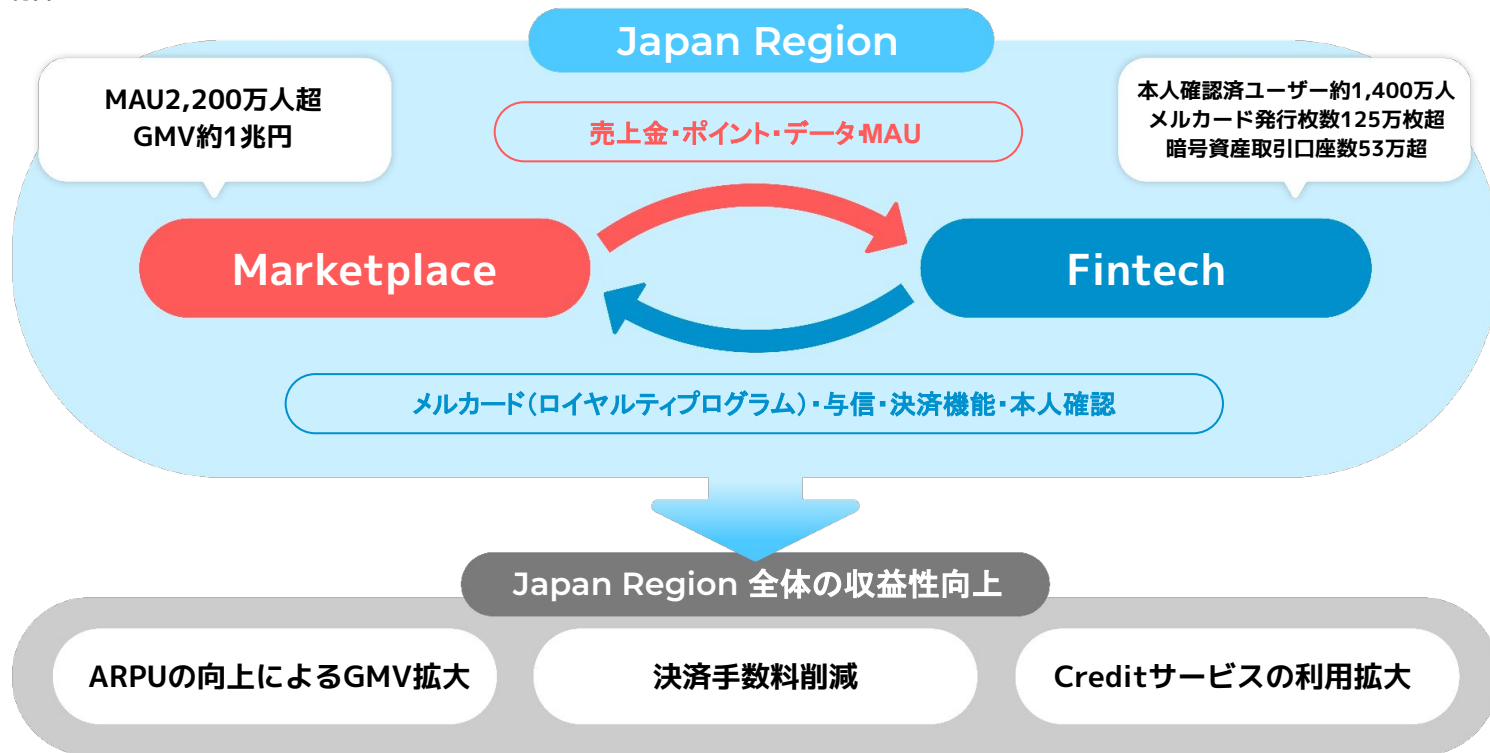 Japan Region
MAU2,200万人超
GMV約1兆円
本人確認済ユーザー約1,400万人
メルカード発行枚数125万枚超
暗号資産取引口座数53万超
売上金・ポイント・データ・MAU
Marketplace
Fintech
メルカード（ロイヤルティプログラム）・与信・決済機能・本人確認
Japan Region 全体の収益性向上
ARPUの向上によるGMV拡大
決済手数料削減
Creditサービスの利用拡大